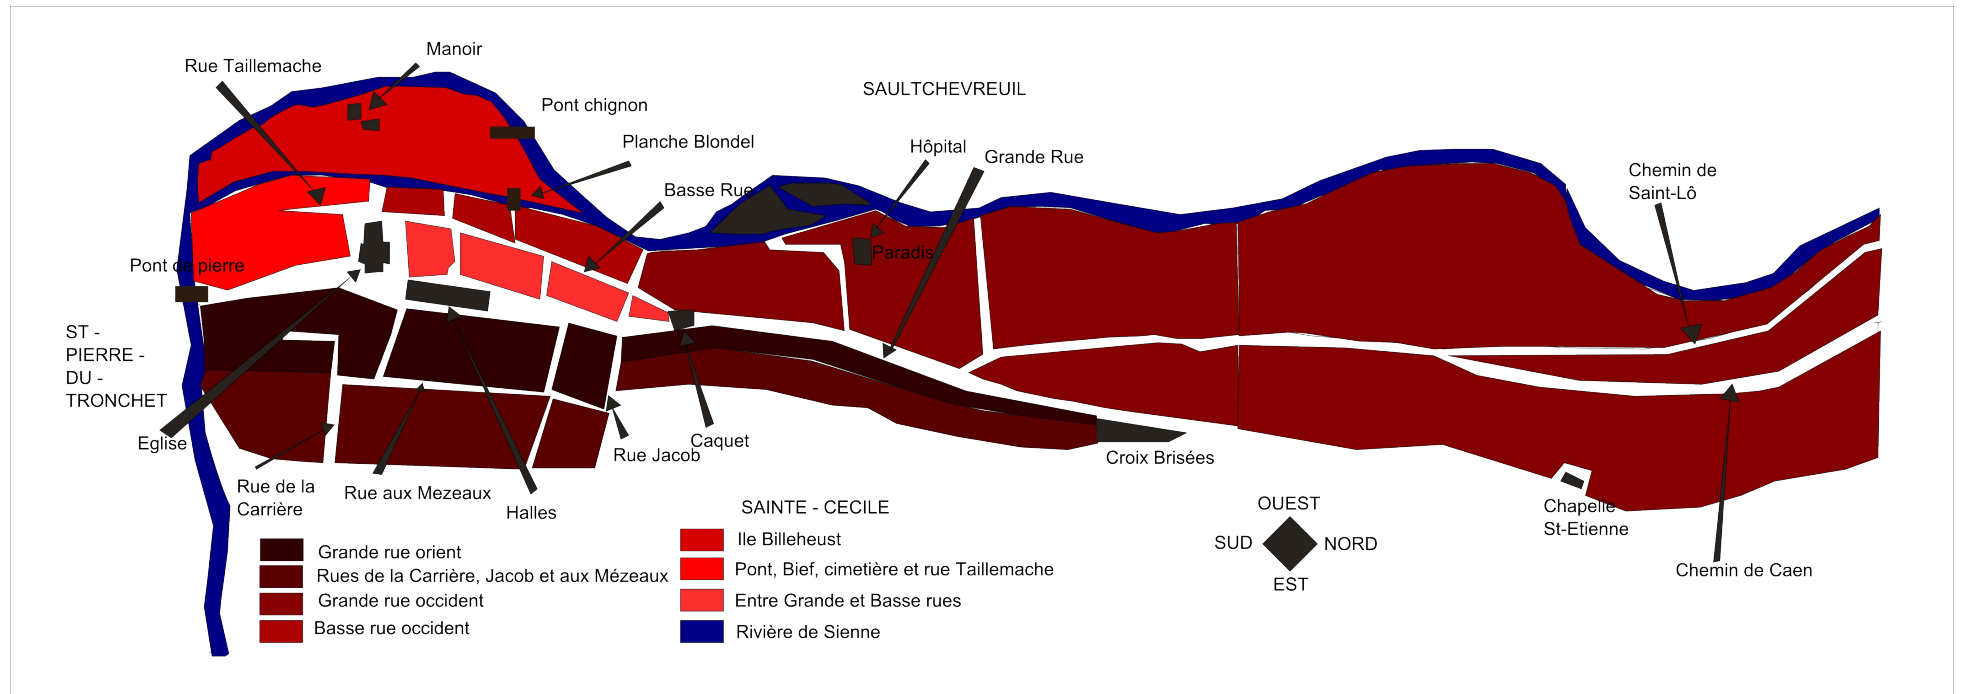 Manoir
Rue Taillemache
SAULTCHEVREUIL
Pont chignon
Planche Blondel
Hôpital
Grande Rue
Chemin de
Saint-Lô
Basse Rue
Paradis
Pont de pierre
ST -
PIERRE -
DU -
TRONCHET
Eglise
Caquet
Rue Jacob
Croix Brisées
Rue de la
Carrière
Rue aux Mezeaux
Halles
SAINTE - CECILE
OUEST
SUD
NORD
EST
Chapelle
St-Etienne
Chemin de Caen
Grande rue orient
Rues de la Carrière, Jacob et aux Mézeaux
Grande rue occident
Basse rue occident
Ile Billeheust
Pont, Bief, cimetière et rue Taillemache
Entre Grande et Basse rues
Rivière de Sienne